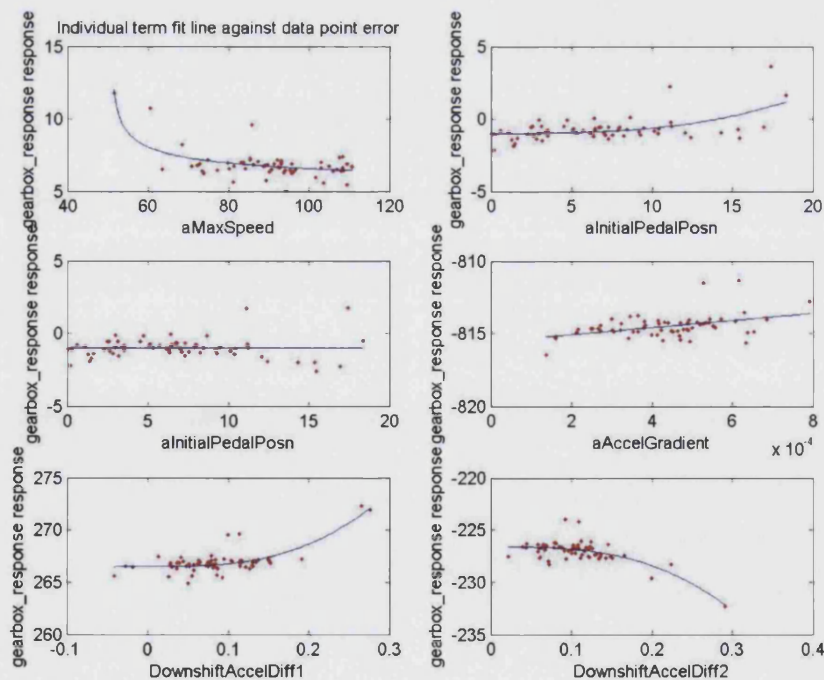 Individual term fit line against data point error
gearbox_response response
15
10
5
40 60 80 100 120
aMaxSpeed
gearbox_response response
5
0
-5
0 5 10 15 20
aInitialPedalPosn
gearbox_response response
5
0
-5
0 5 10 15 20
aInitialPedalPosn
gearbox_response response
-810
-815
-820
0 2 4 6 8
x 10⁻⁴
aAccelGradient
gearbox_response response
275
270
265
260
-0.1 0 0.1 0.2 0.3
DownshiftAccelDiff1
gearbox_response response
-220
-225
-230
-235
0 0.1 0.2 0.3 0.4
DownshiftAccelDiff2